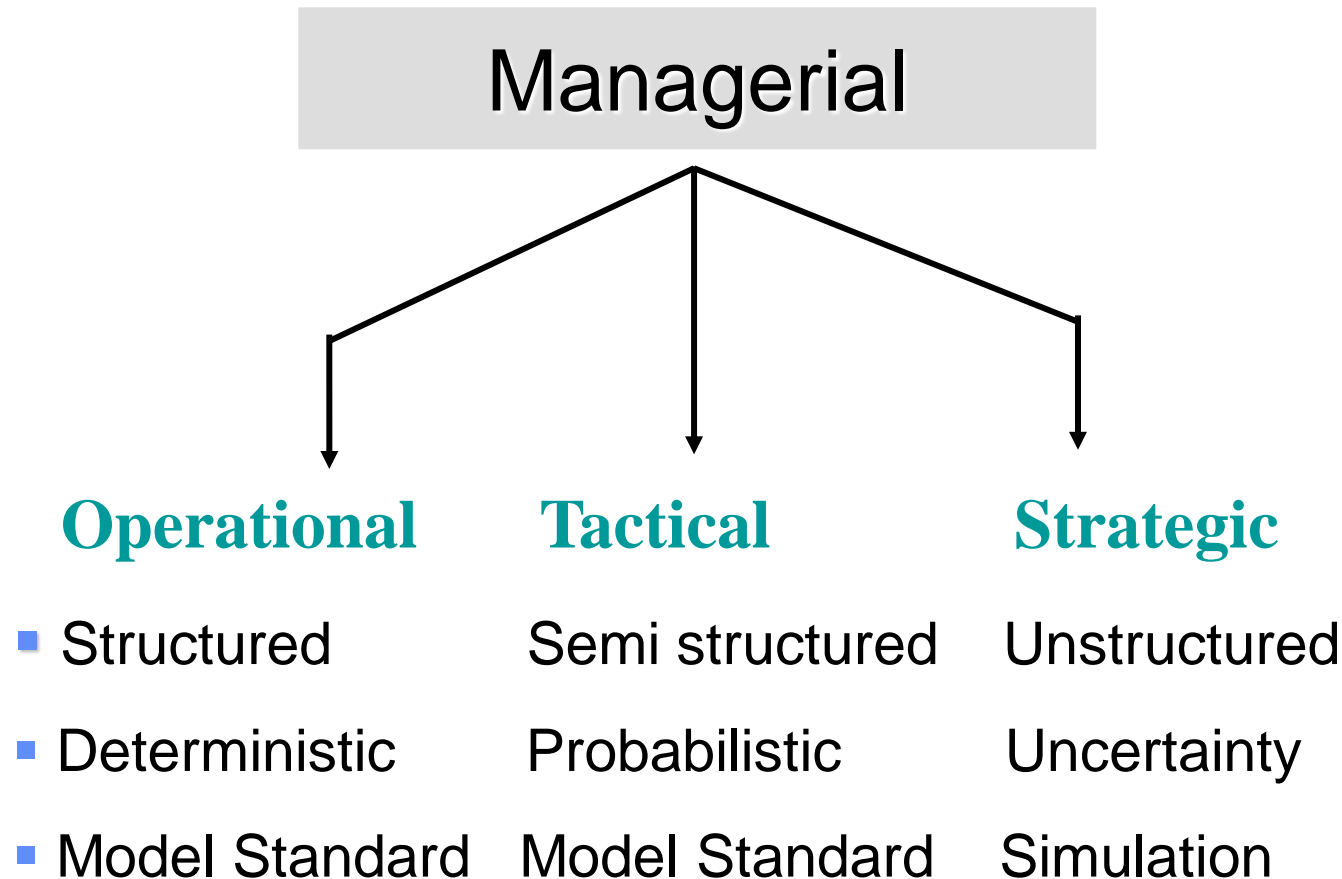 Managerial
Operational Tactical Strategic
Structured Semi structured Unstructured
Deterministic Probabilistic Uncertainty
Model Standard Model Standard Simulation